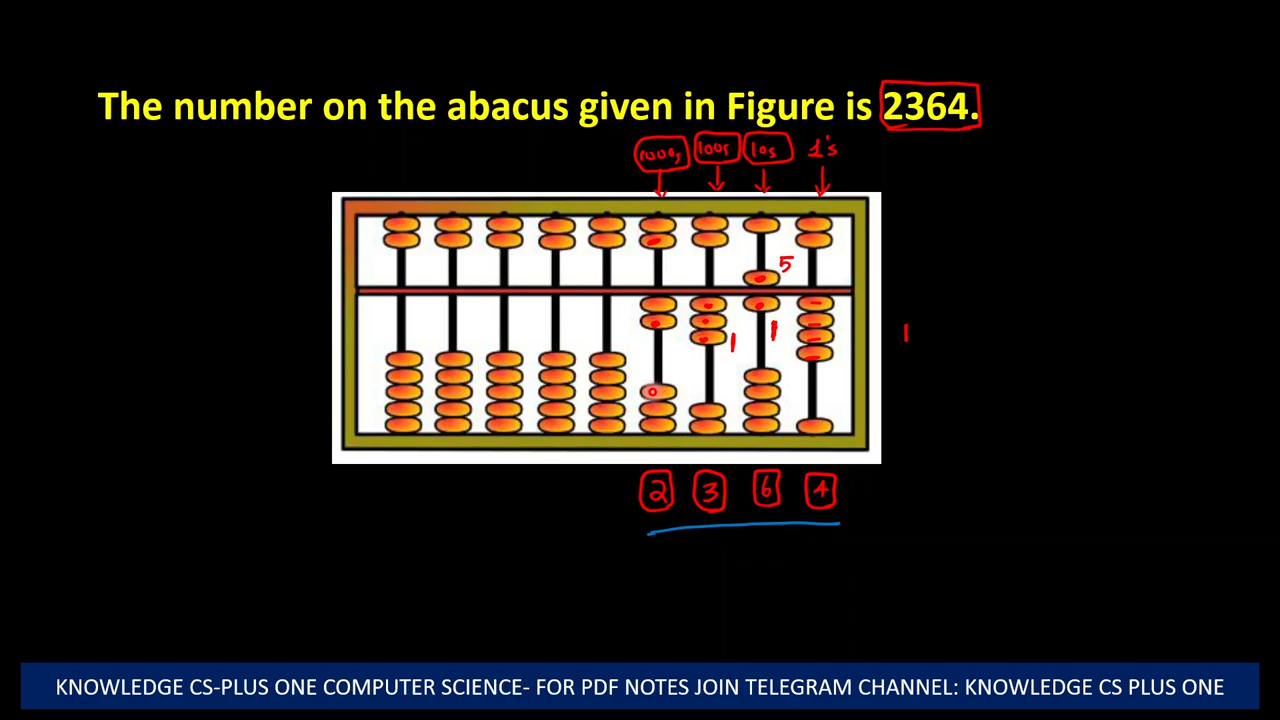 The number on the abacus given in Figure is 2364.
1000s 100s 10s 1's
5
1 1 1
2 3 6 4
KNOWLEDGE CS-PLUS ONE COMPUTER SCIENCE- FOR PDF NOTES JOIN TELEGRAM CHANNEL: KNOWLEDGE CS PLUS ONE